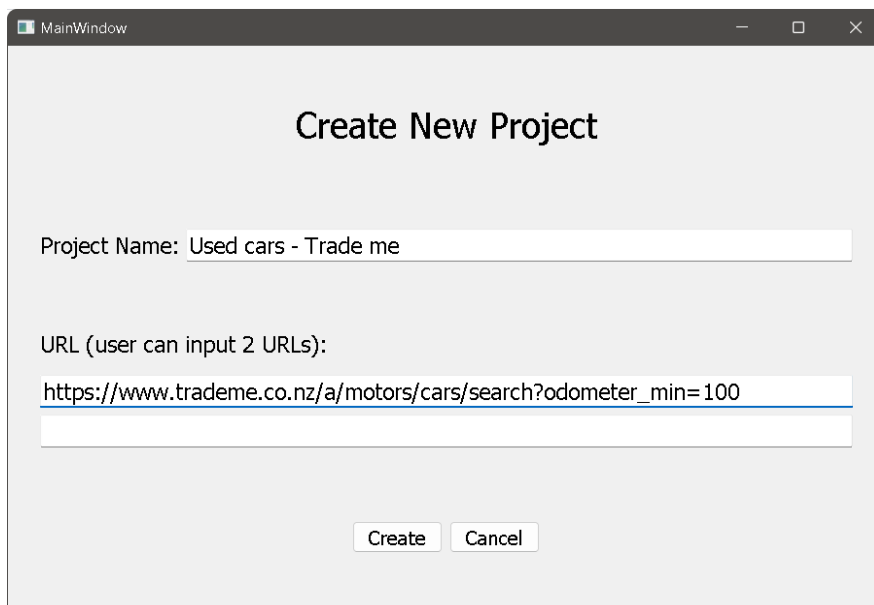 MainWindow
Create New Project
Project Name: Used cars - Trade me
URL (user can input 2 URLs):
https://www.trademe.co.nz/a/motors/cars/search?odometer_min=100
Create Cancel